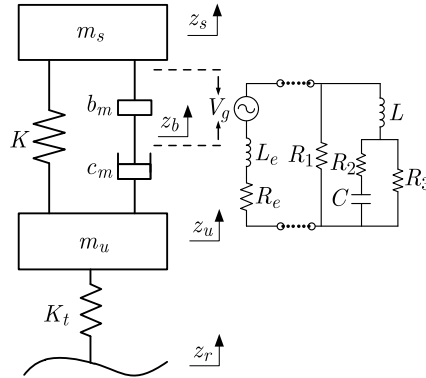 m_s
z_s
b_m
z_b
V_g
K
c_m
L_e
R_1
R_2
L
R_3
C
R_e
m_u
z_u
K_t
z_r